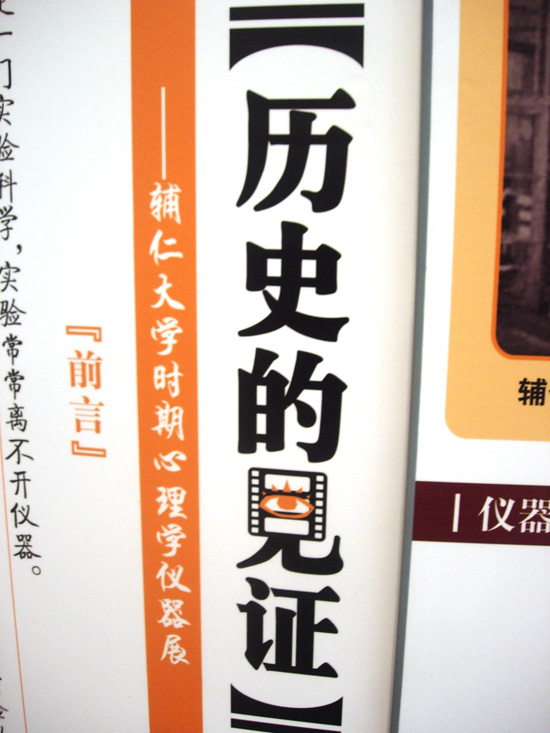 【历史的见证】
——辅仁大学时期心理学仪器展
『前言』
一门实验科学，实验常常离不开仪器。
辅
仪器